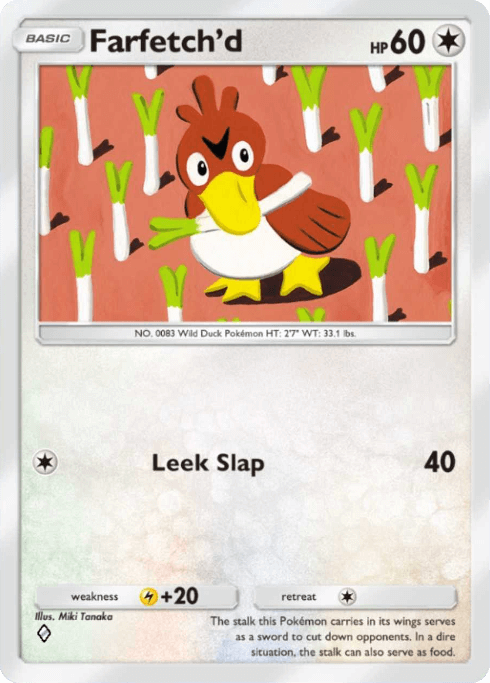 BASIC Farfetch’d HP 60
NO. 0083 Wild Duck Pokémon HT: 2'7" WT: 33.1 lbs.
Leek Slap 40
weakness +20 retreat
Illus. Miki Tanaka
The stalk this Pokémon carries in its wings serves
as a sword to cut down opponents. In a dire
situation, the stalk can also serve as food.